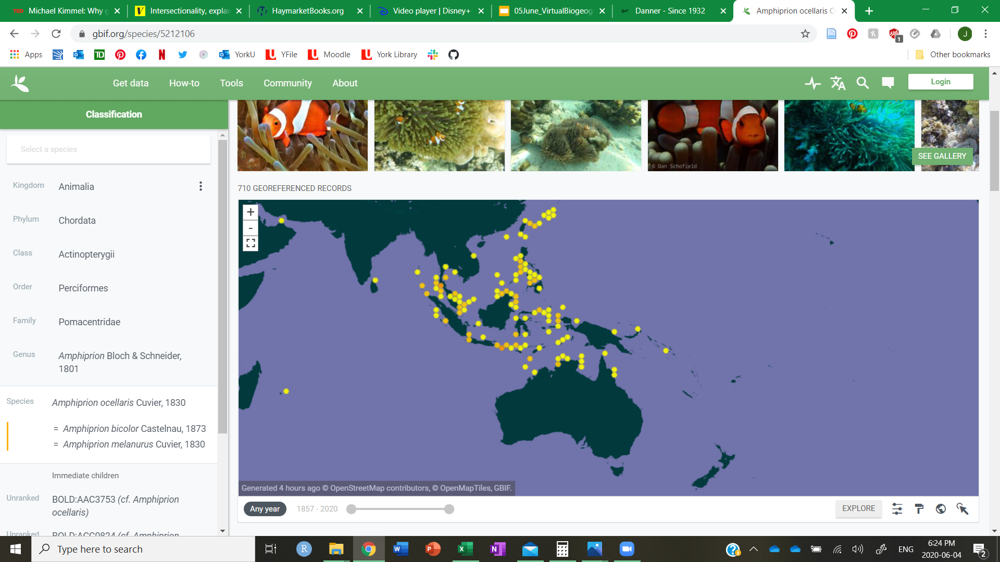 TED Michael Kimmel: Why g
V Intersectionality, explai
HaymarketBooks.org
Video player | Disney+
05June_VirtualBiogeog
Danner - Since 1932
Amphiprion ocellaris C
gbif.org/species/5212106
ABP 1
J
Apps
TD
N
YorkU
YFile
Moodle
York Library
Other bookmarks
Get data
How-to
Tools
Community
About
Login
Classification
Select a species
Kingdom Animalia
Phylum Chordata
Class Actinopterygii
Order Perciformes
Family Pomacentridae
Genus Amphiprion Bloch & Schneider,
1801
Species Amphiprion ocellaris Cuvier, 1830
= Amphiprion bicolor Castelnau, 1873
= Amphiprion melanurus Cuvier, 1830
Immediate children
Unranked BOLD:AAC3753 (cf. Amphiprion
ocellaris)
Unranked BOLD:ACC0824 (cf. Amphiprion
© Dan Schofield
SEE GALLERY
710 GEOREFERENCED RECORDS
+
-
Generated 4 hours ago © OpenStreetMap contributors, © OpenMapTiles, GBIF.
Any year
1857 - 2020
EXPLORE
Type here to search
R
W
P
X
N
ENG
6:24 PM
2020-06-04
2